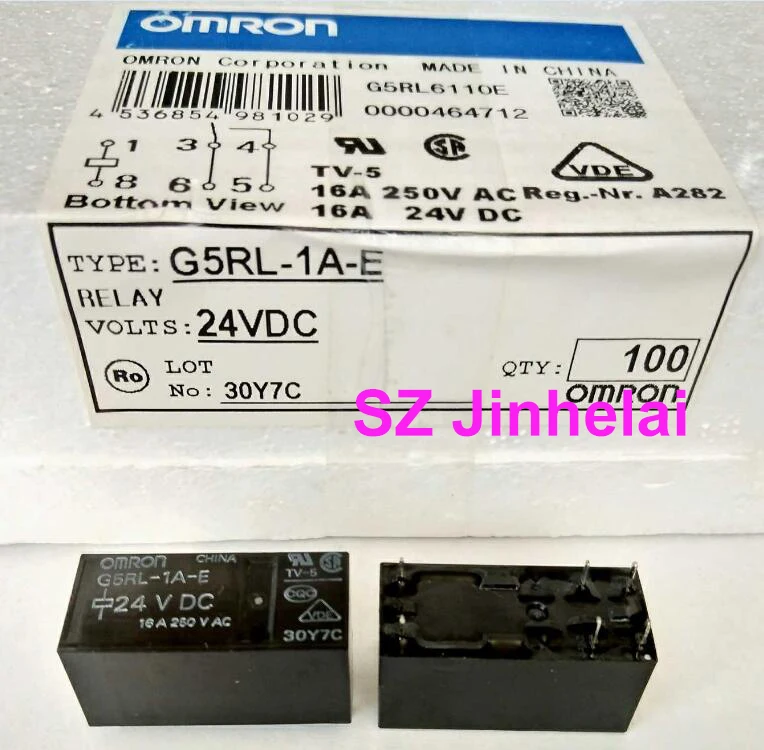 OMRON
OMRON Corporation MADE IN CHINA
G5RL6110E
4 536854 981029
0000464712
1 3 4
8 6 5
Bottom View
TV-5
16A 250V AC
16A 24V DC
VDE
Reg.-Nr. A282
TYPE: G5RL-1A-E
RELAY
VOLTS: 24VDC
Ro
LOT
No: 30Y7C
QTY: 100
OMRON
SZ Jinhelai
OMRON CHINA
G5RL-1A-E
24 V DC
16 A 250 V AC
TV-5
CQC
VDE
30Y7C